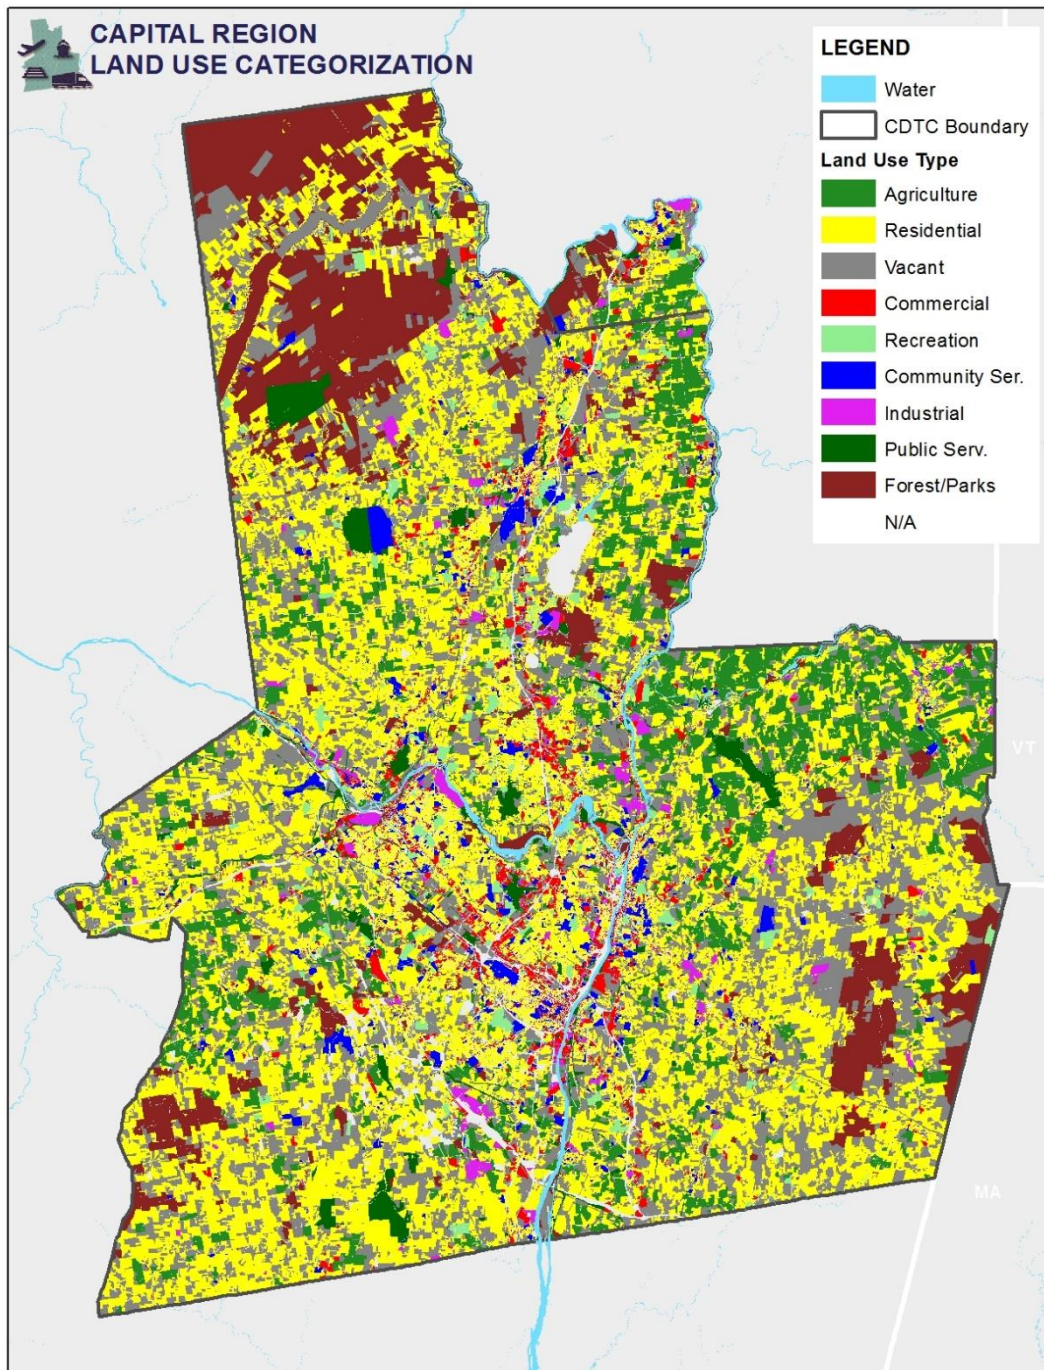 CAPITAL REGION
LAND USE CATEGORIZATION
LEGEND
Water
CDTC Boundary
Land Use Type
Agriculture
Residential
Vacant
Commercial
Recreation
Community Ser.
Industrial
Public Serv.
Forest/Parks
N/A
VT
MA